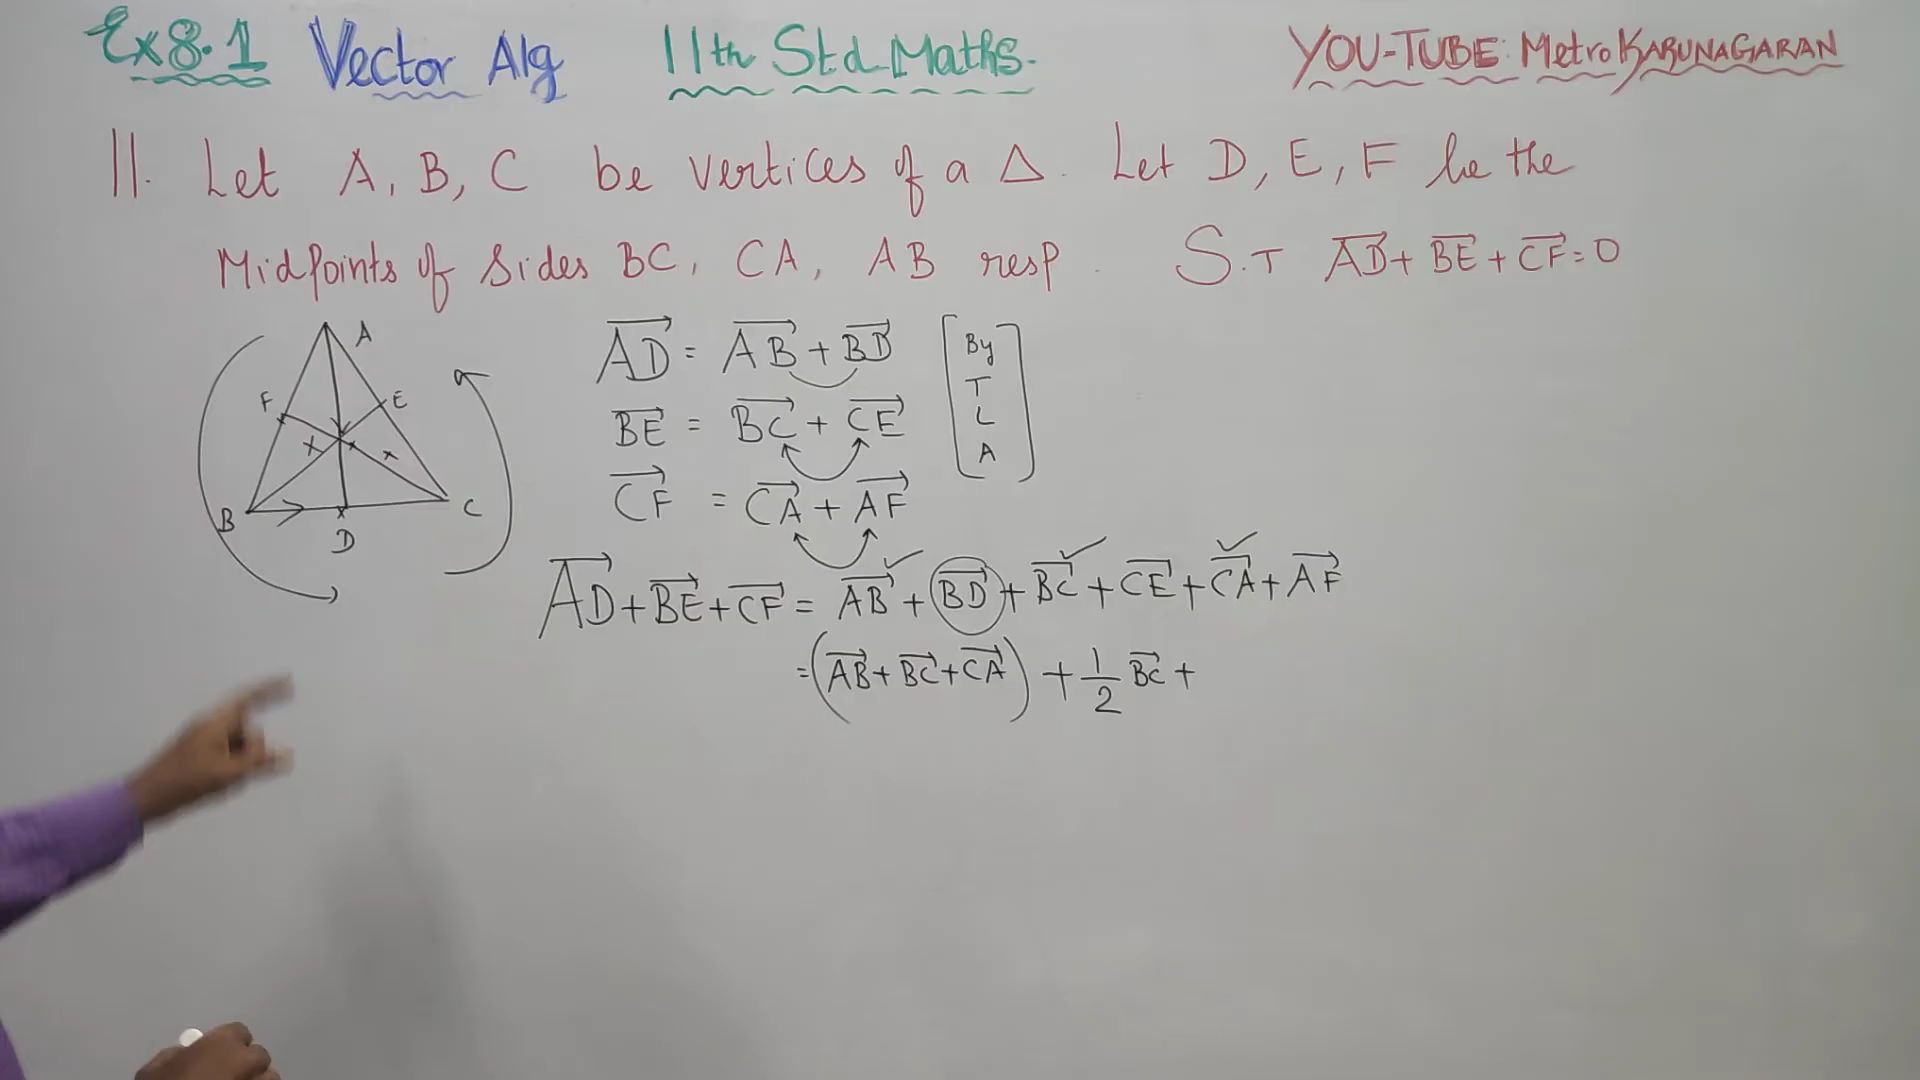 Ex 8.1 Vector Alg 11th Std Maths. YOU-TUBE: Metro KARUNAGARAN
11. Let A, B, C be vertices of a Δ. Let D, E, F be the
Midpoints of sides BC, CA, AB resp. S.T AD⃗ + BE⃗ + CF⃗ = 0
A
F
E
B
D
C
AD⃗ = AB⃗ + BD⃗
BE⃗ = BC⃗ + CE⃗
CF⃗ = CA⃗ + AF⃗
By
T
L
A
AD⃗ + BE⃗ + CF⃗ = AB⃗ + BD⃗ + BC⃗ + CE⃗ + CA⃗ + AF⃗
= (AB⃗ + BC⃗ + CA⃗) + 1/2 BC⃗ +